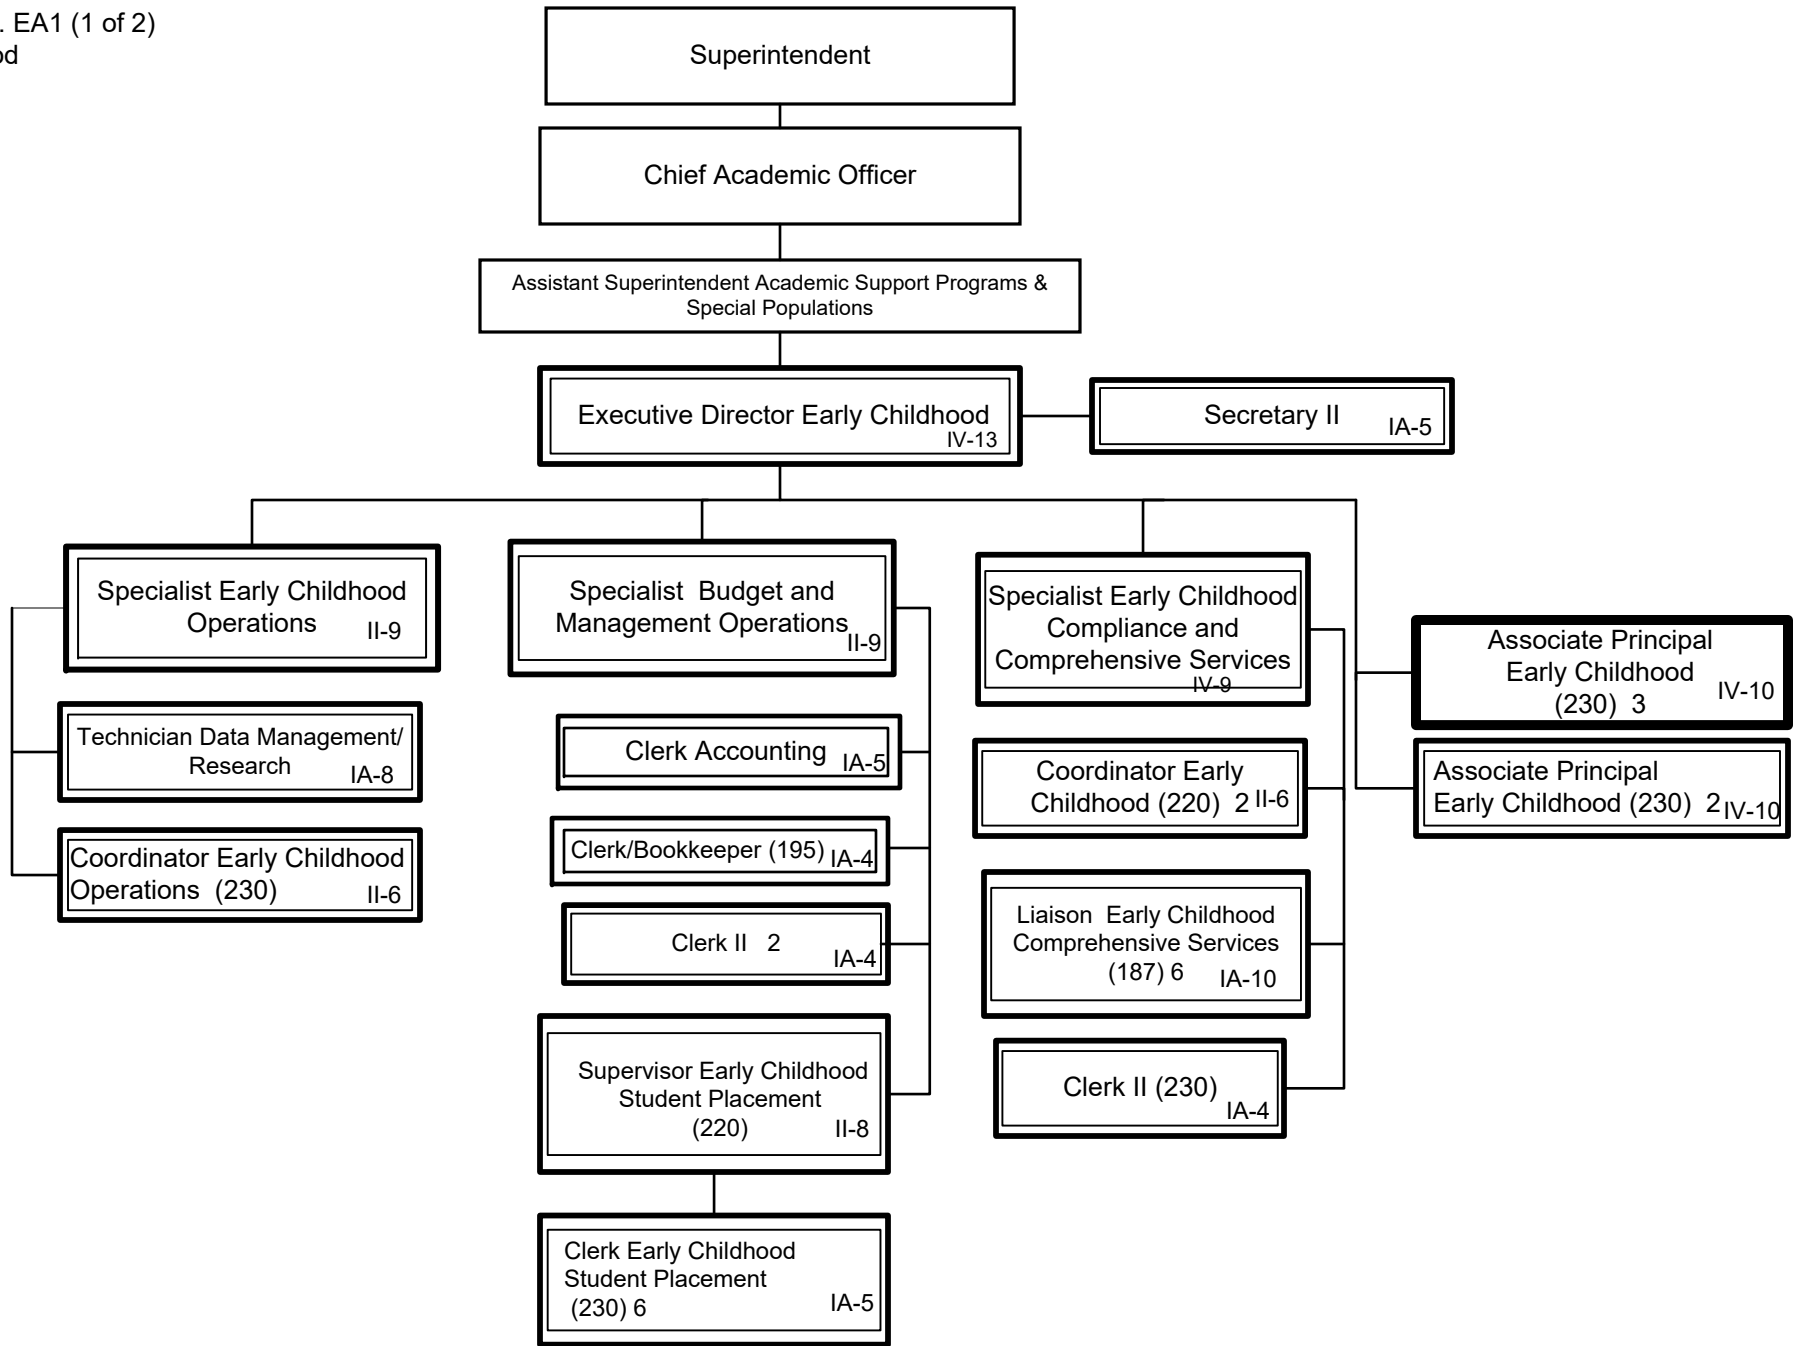 . EA1 (1 of 2)
Superintendent
Chief Academic Officer
Assistant Superintendent Academic Support Programs &
Special Populations
Executive Director Early Childhood
IV-13
Secretary II
IA-5
Specialist Early Childhood
Operations
II-9
Technician Data Management/
Research
IA-8
Coordinator Early Childhood
Operations (230)
II-6
Specialist Budget and
Management Operations
II-9
Clerk Accounting
IA-5
Clerk/Bookkeeper (195)
IA-4
Clerk II 2
IA-4
Supervisor Early Childhood
Student Placement
(220)
II-8
Clerk Early Childhood
Student Placement
(230) 6
IA-5
Specialist Early Childhood
Compliance and
Comprehensive Services
IV-9
Coordinator Early
Childhood (220) 2
II-6
Liaison Early Childhood
Comprehensive Services
(187) 6
IA-10
Clerk II (230)
IA-4
Associate Principal
Early Childhood
(230) 3
IV-10
Associate Principal
Early Childhood (230) 2
IV-10